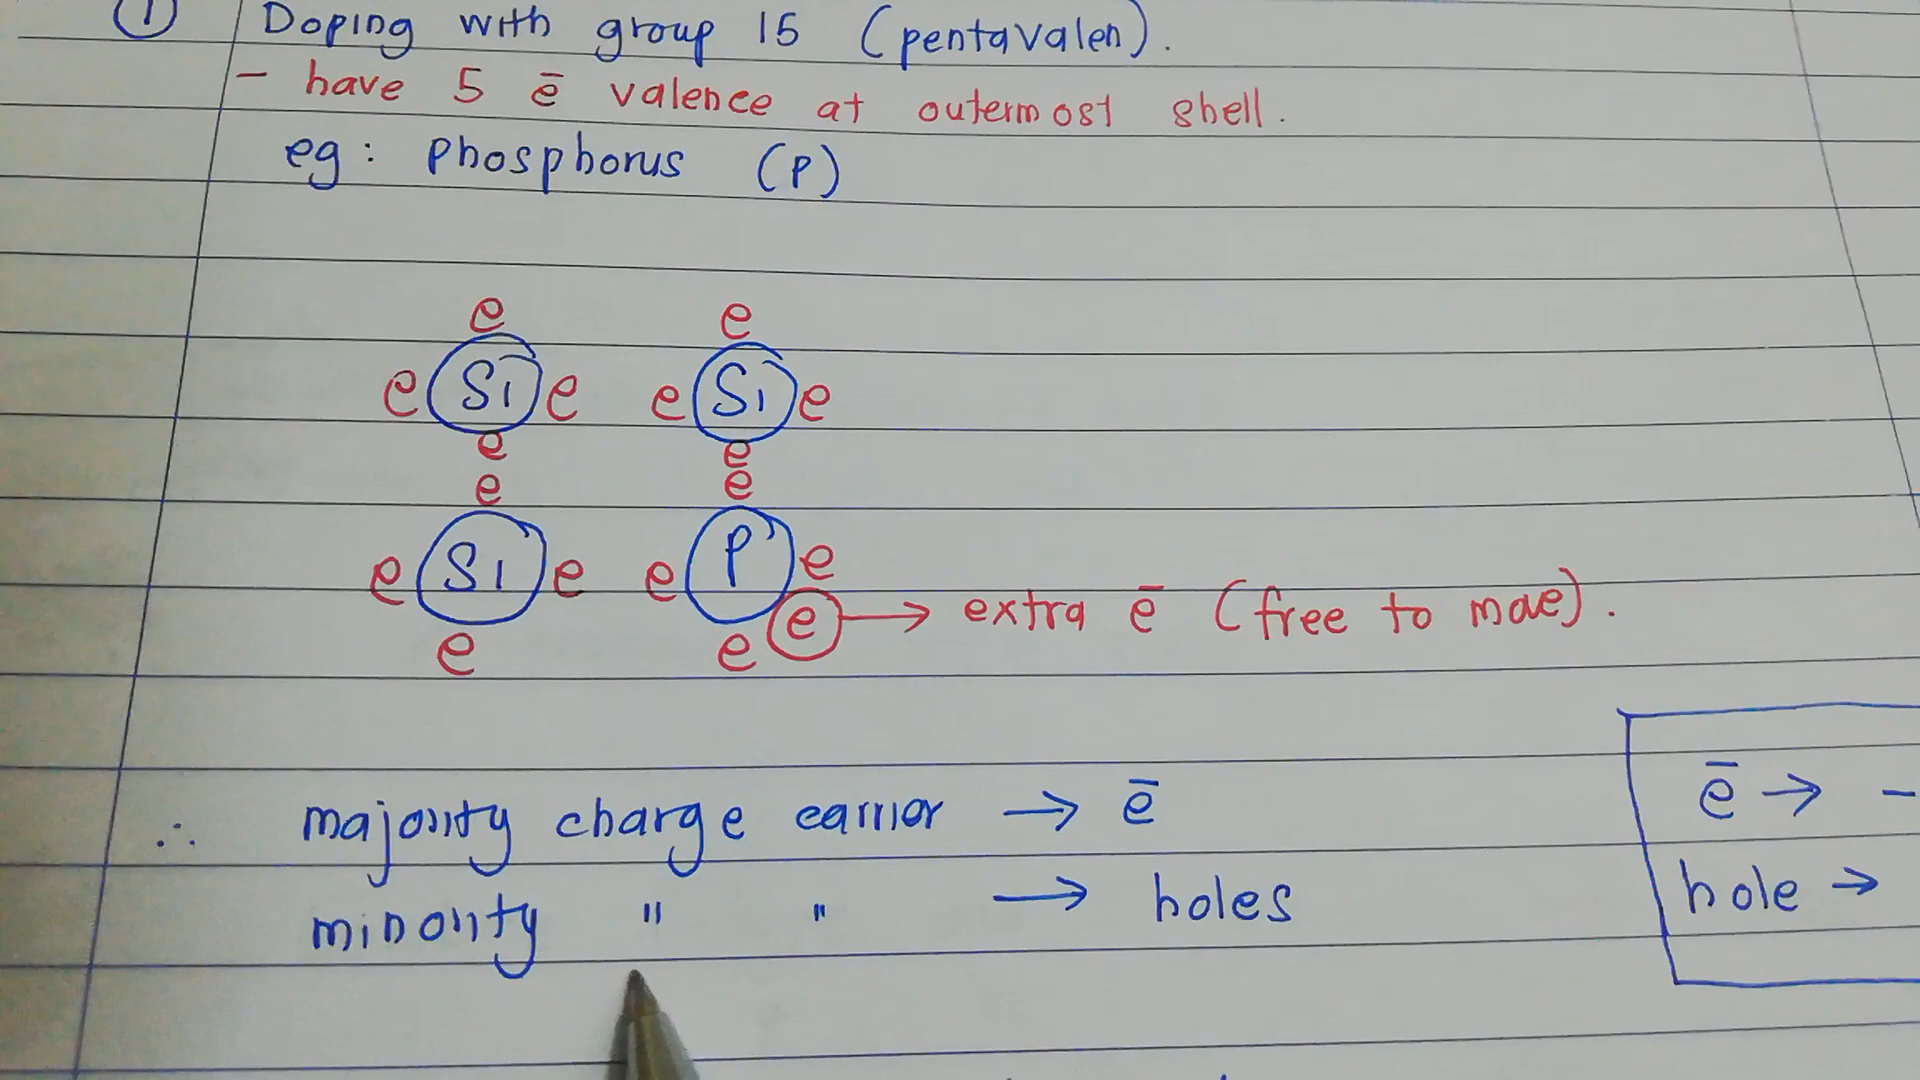 1 Doping with group 15 (pentavalen).
- have 5 ē valence at outermost shell.
eg: phosphorus (P)
e e
e Si e e Si e
e e
e e
e Si e e P e
e → extra ē (free to move).
e e
∴ majority charge carrier → ē
minority " " → holes
ē → -
hole →